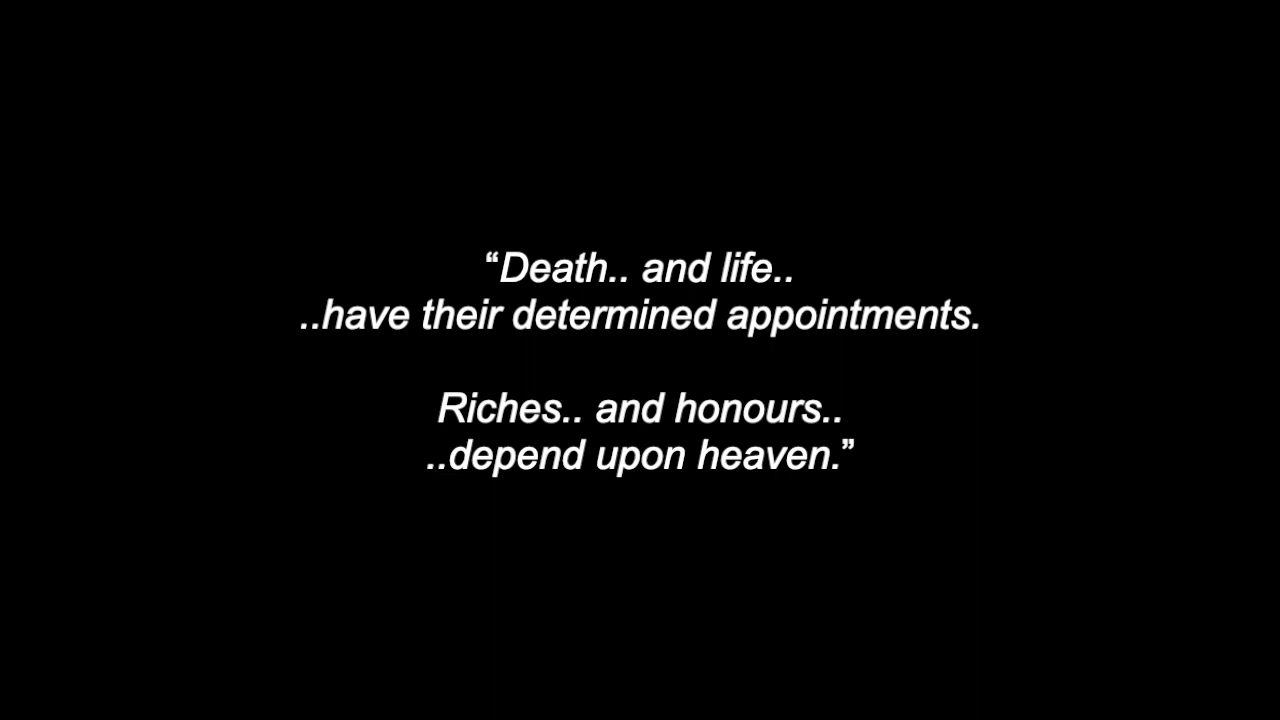 “Death.. and life..
..have their determined appointments.
Riches.. and honours..
..depend upon heaven.”